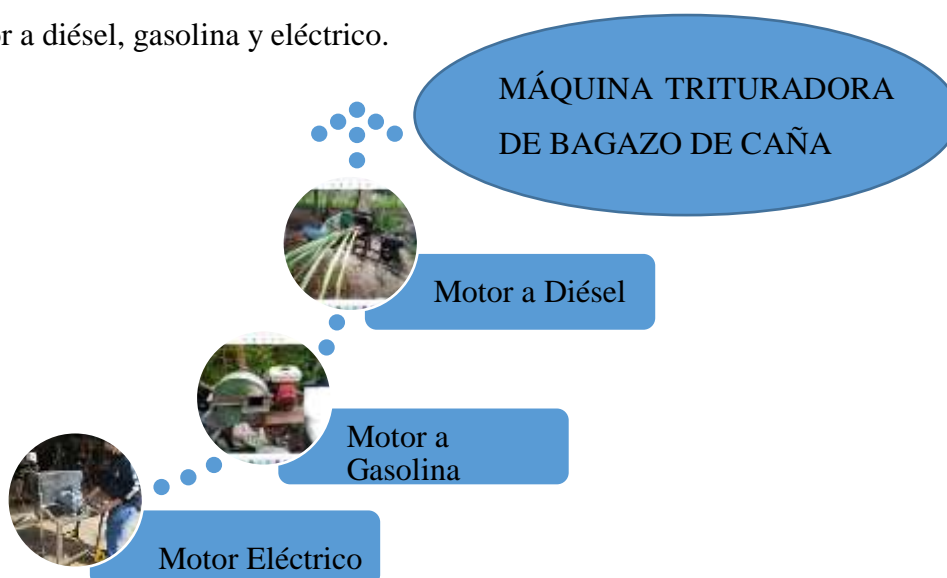 a diésel, gasolina y eléctrico.
MÁQUINA TRITURADORA
DE BAGAZO DE CAÑA
Motor a Diésel
Motor a
Gasolina
Motor Eléctrico